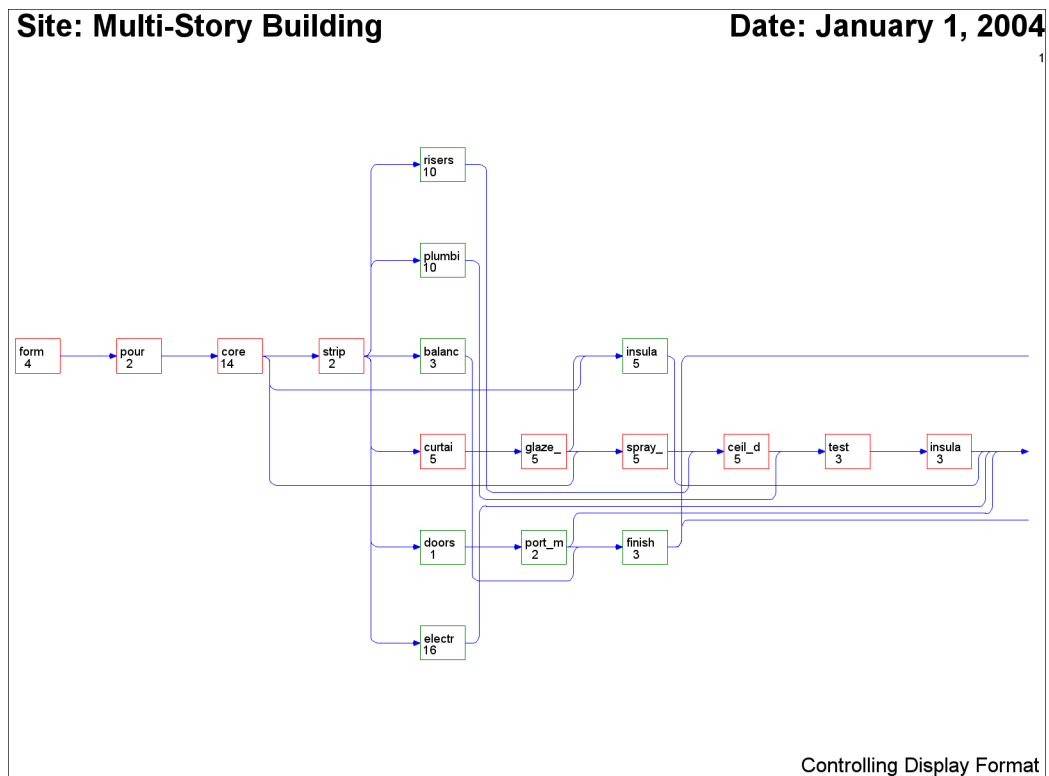 Site: Multi-Story Building
Date: January 1, 2004
1
risers
10
plumbi
10
form
4
pour
2
core
14
strip
2
balanc
3
insula
5
curtai
5
glaze_
5
spray_
5
ceil_d
5
test
3
insula
3
doors
1
port_m
2
finish
3
electr
16
Controlling Display Format